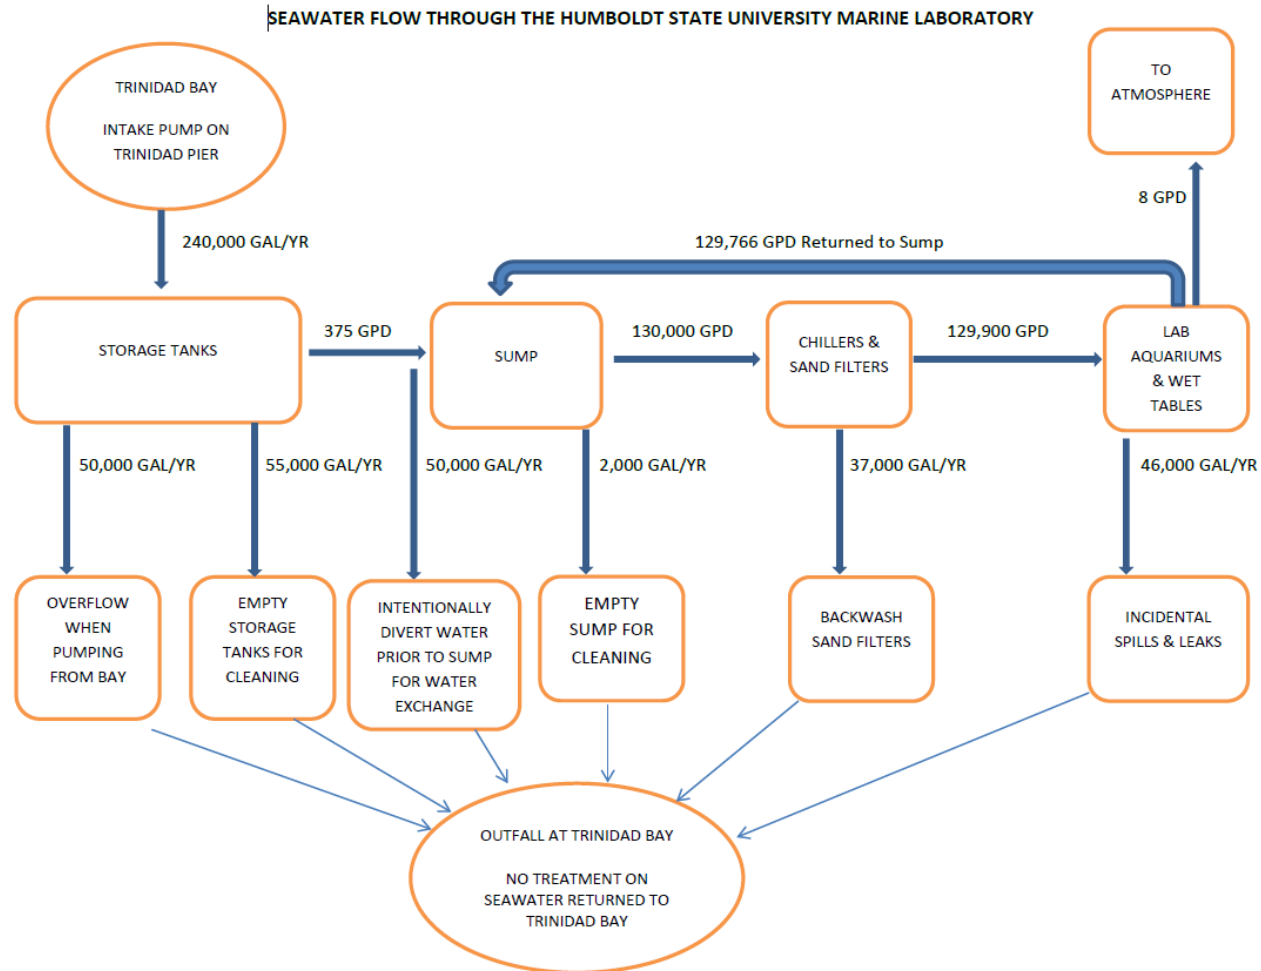 SEAWATER FLOW THROUGH THE HUMBOLDT STATE UNIVERSITY MARINE LABORATORY
TRINIDAD BAY
INTAKE PUMP ON
TRINIDAD PIER
TO
ATMOSPHERE
8 GPD
240,000 GAL/YR
129,766 GPD Returned to Sump
STORAGE TANKS
375 GPD
SUMP
130,000 GPD
CHILLERS &
SAND FILTERS
129,900 GPD
LAB
AQUARIUMS
& WET
TABLES
50,000 GAL/YR
55,000 GAL/YR
50,000 GAL/YR
2,000 GAL/YR
37,000 GAL/YR
46,000 GAL/YR
OVERFLOW
WHEN
PUMPING
FROM BAY
EMPTY
STORAGE
TANKS FOR
CLEANING
INTENTIONALLY
DIVERT WATER
PRIOR TO SUMP
FOR WATER
EXCHANGE
EMPTY
SUMP FOR
CLEANING
BACKWASH
SAND FILTERS
INCIDENTAL
SPILLS & LEAKS
OUTFALL AT TRINIDAD BAY
NO TREATMENT ON
SEAWATER RETURNED TO
TRINIDAD BAY